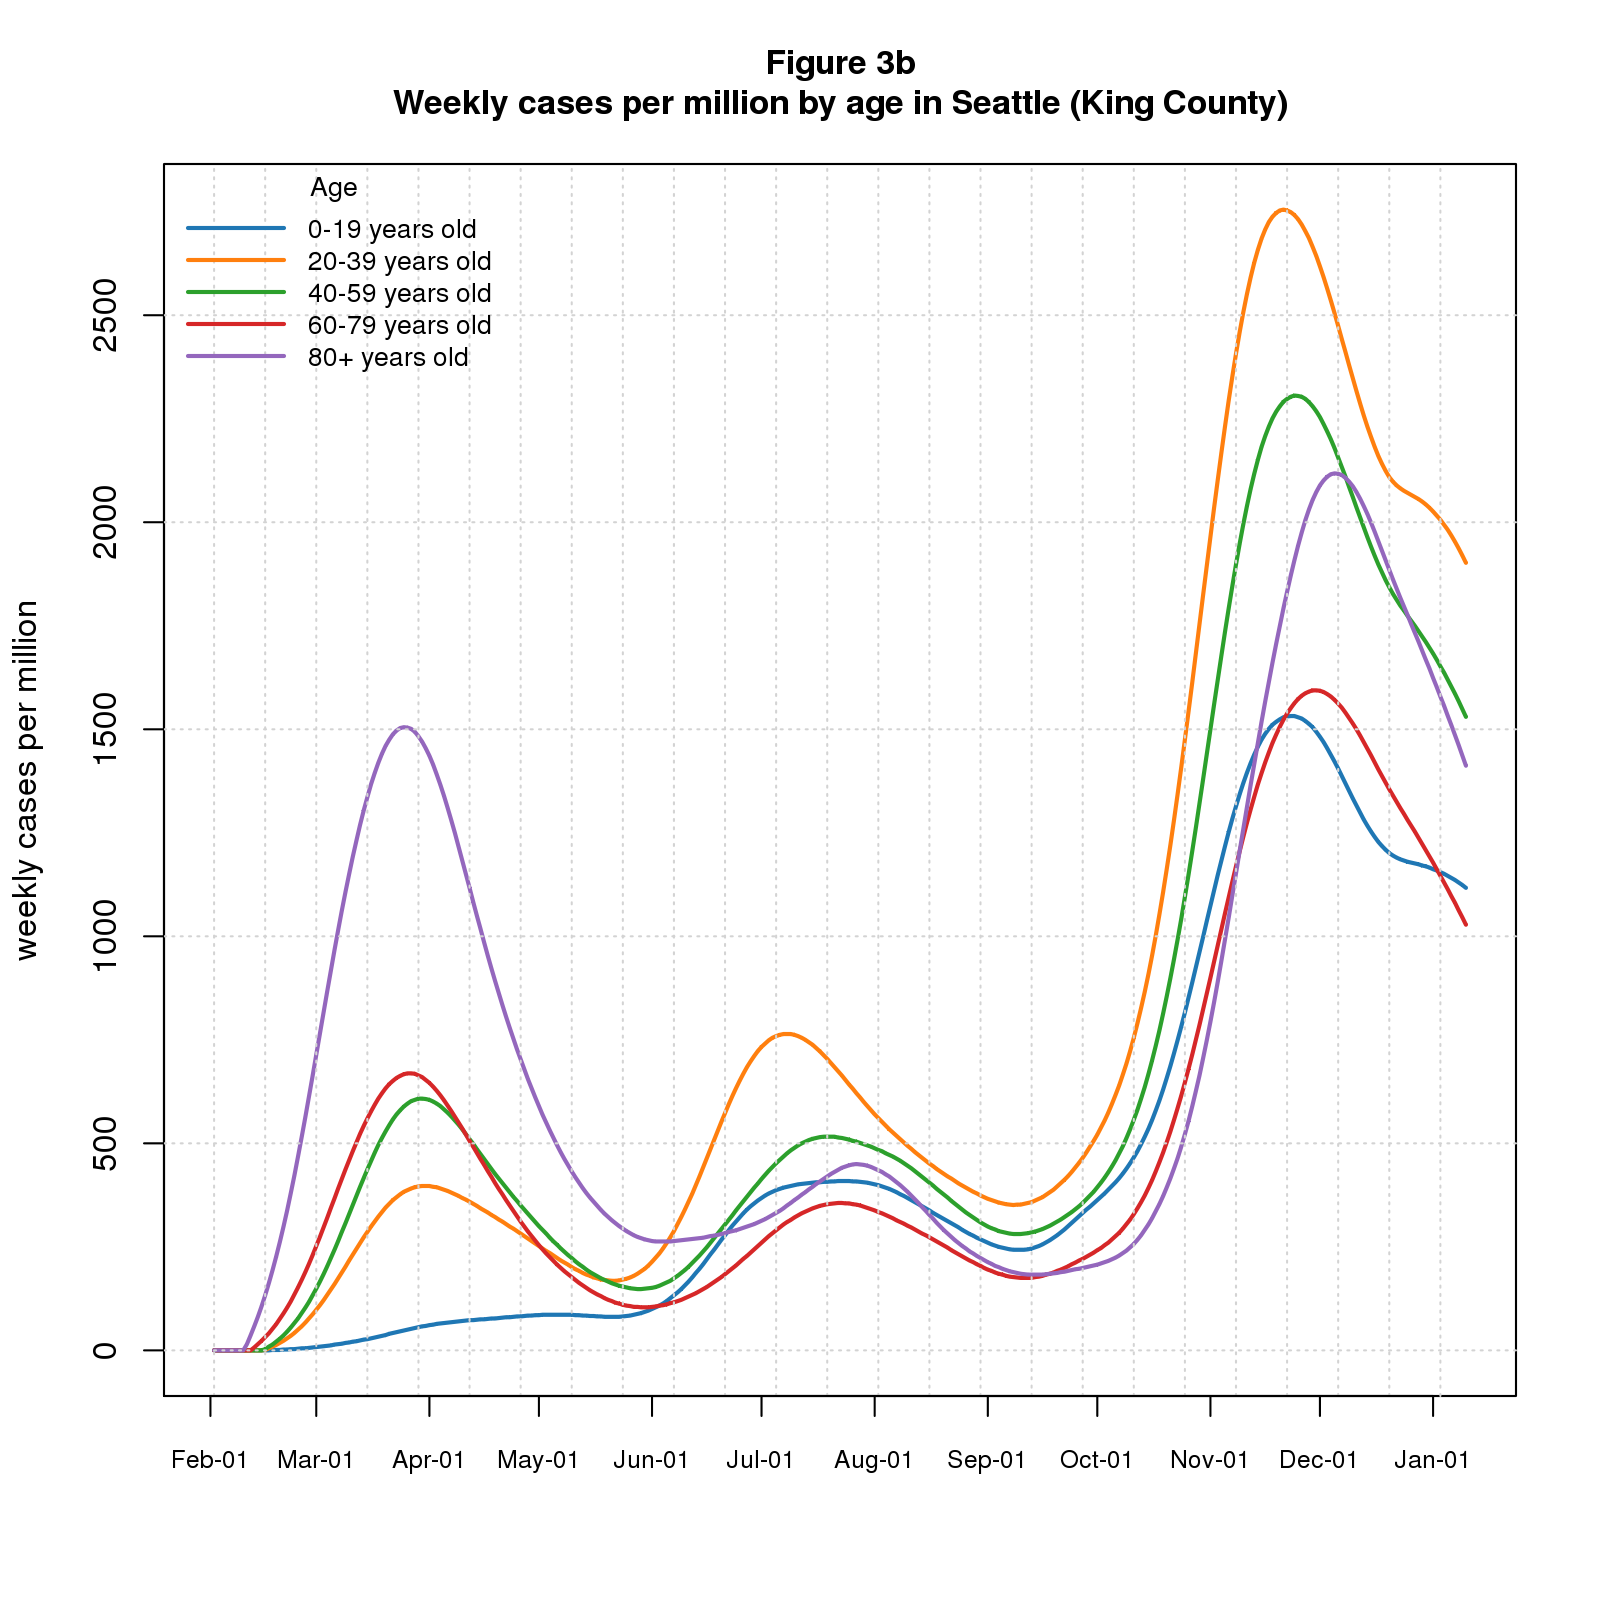 Figure 3b
Weekly cases per million by age in Seattle (King County)
Age
0-19 years old
20-39 years old
40-59 years old
60-79 years old
80+ years old
weekly cases per million
2500
2000
1500
1000
500
0
Feb-01 Mar-01 Apr-01 May-01 Jun-01 Jul-01 Aug-01 Sep-01 Oct-01 Nov-01 Dec-01 Jan-01